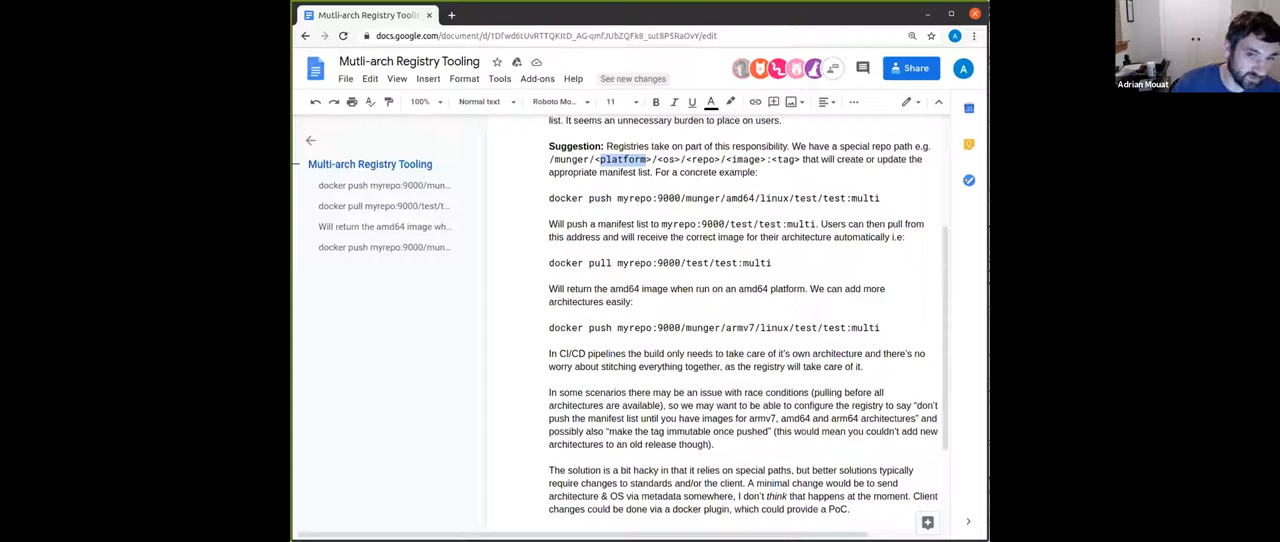 Mutli-arch Registry Toolin
docs.google.com/document/d/1Dfwd6tUvRTTQKItD_AG-qmfJUbZQFk8_sut8P5RaOvY/edit
Mutli-arch Registry Tooling
File Edit View Insert Format Tools Add-ons Help See new changes
Share
A
100% Normal text Roboto Mo... 11 B I U A
Multi-arch Registry Tooling
docker push myrepo:9000/mun...
docker pull myrepo:9000/test/t...
Will return the amd64 image wh...
docker push myrepo:9000/mun...
list. It seems an unnecessary burden to place on users.
Suggestion: Registries take on part of this responsibility. We have a special repo path e.g.
/munger/<platform>/<os>/<repo>/<image>:<tag> that will create or update the
appropriate manifest list. For a concrete example:
docker push myrepo:9000/munger/amd64/linux/test/test:multi
Will push a manifest list to myrepo:9000/test/test:multi. Users can then pull from
this address and will receive the correct image for their architecture automatically i.e:
docker pull myrepo:9000/test/test:multi
Will return the amd64 image when run on an amd64 platform. We can add more
architectures easily:
docker push myrepo:9000/munger/armv7/linux/test/test:multi
In CI/CD pipelines the build only needs to take care of it's own architecture and there's no
worry about stitching everything together, as the registry will take care of it.
In some scenarios there may be an issue with race conditions (pulling before all
architectures are available), so we may want to be able to configure the registry to say “don't
push the manifest list until you have images for armv7, amd64 and arm64 architectures” and
possibly also “make the tag immutable once pushed” (this would mean you couldn't add new
architectures to an old release though).
The solution is a bit hacky in that it relies on special paths, but better solutions typically
require changes to standards and/or the client. A minimal change would be to send
architecture & OS via metadata somewhere, I don't think that happens at the moment. Client
changes could be done via a docker plugin, which could provide a PoC.
Adrian Mouat